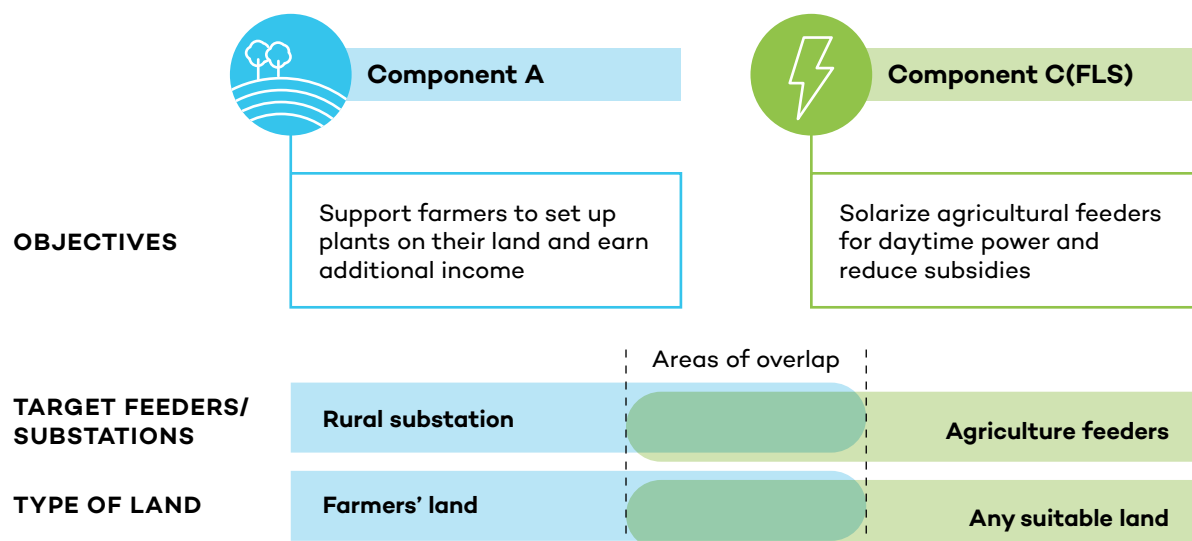 Component A
Component C(FLS)
OBJECTIVES
Support farmers to set up
plants on their land and earn
additional income
Solarize agricultural feeders
for daytime power and
reduce subsidies
Areas of overlap
TARGET FEEDERS/
SUBSTATIONS
Rural substation
Agriculture feeders
TYPE OF LAND
Farmers’ land
Any suitable land